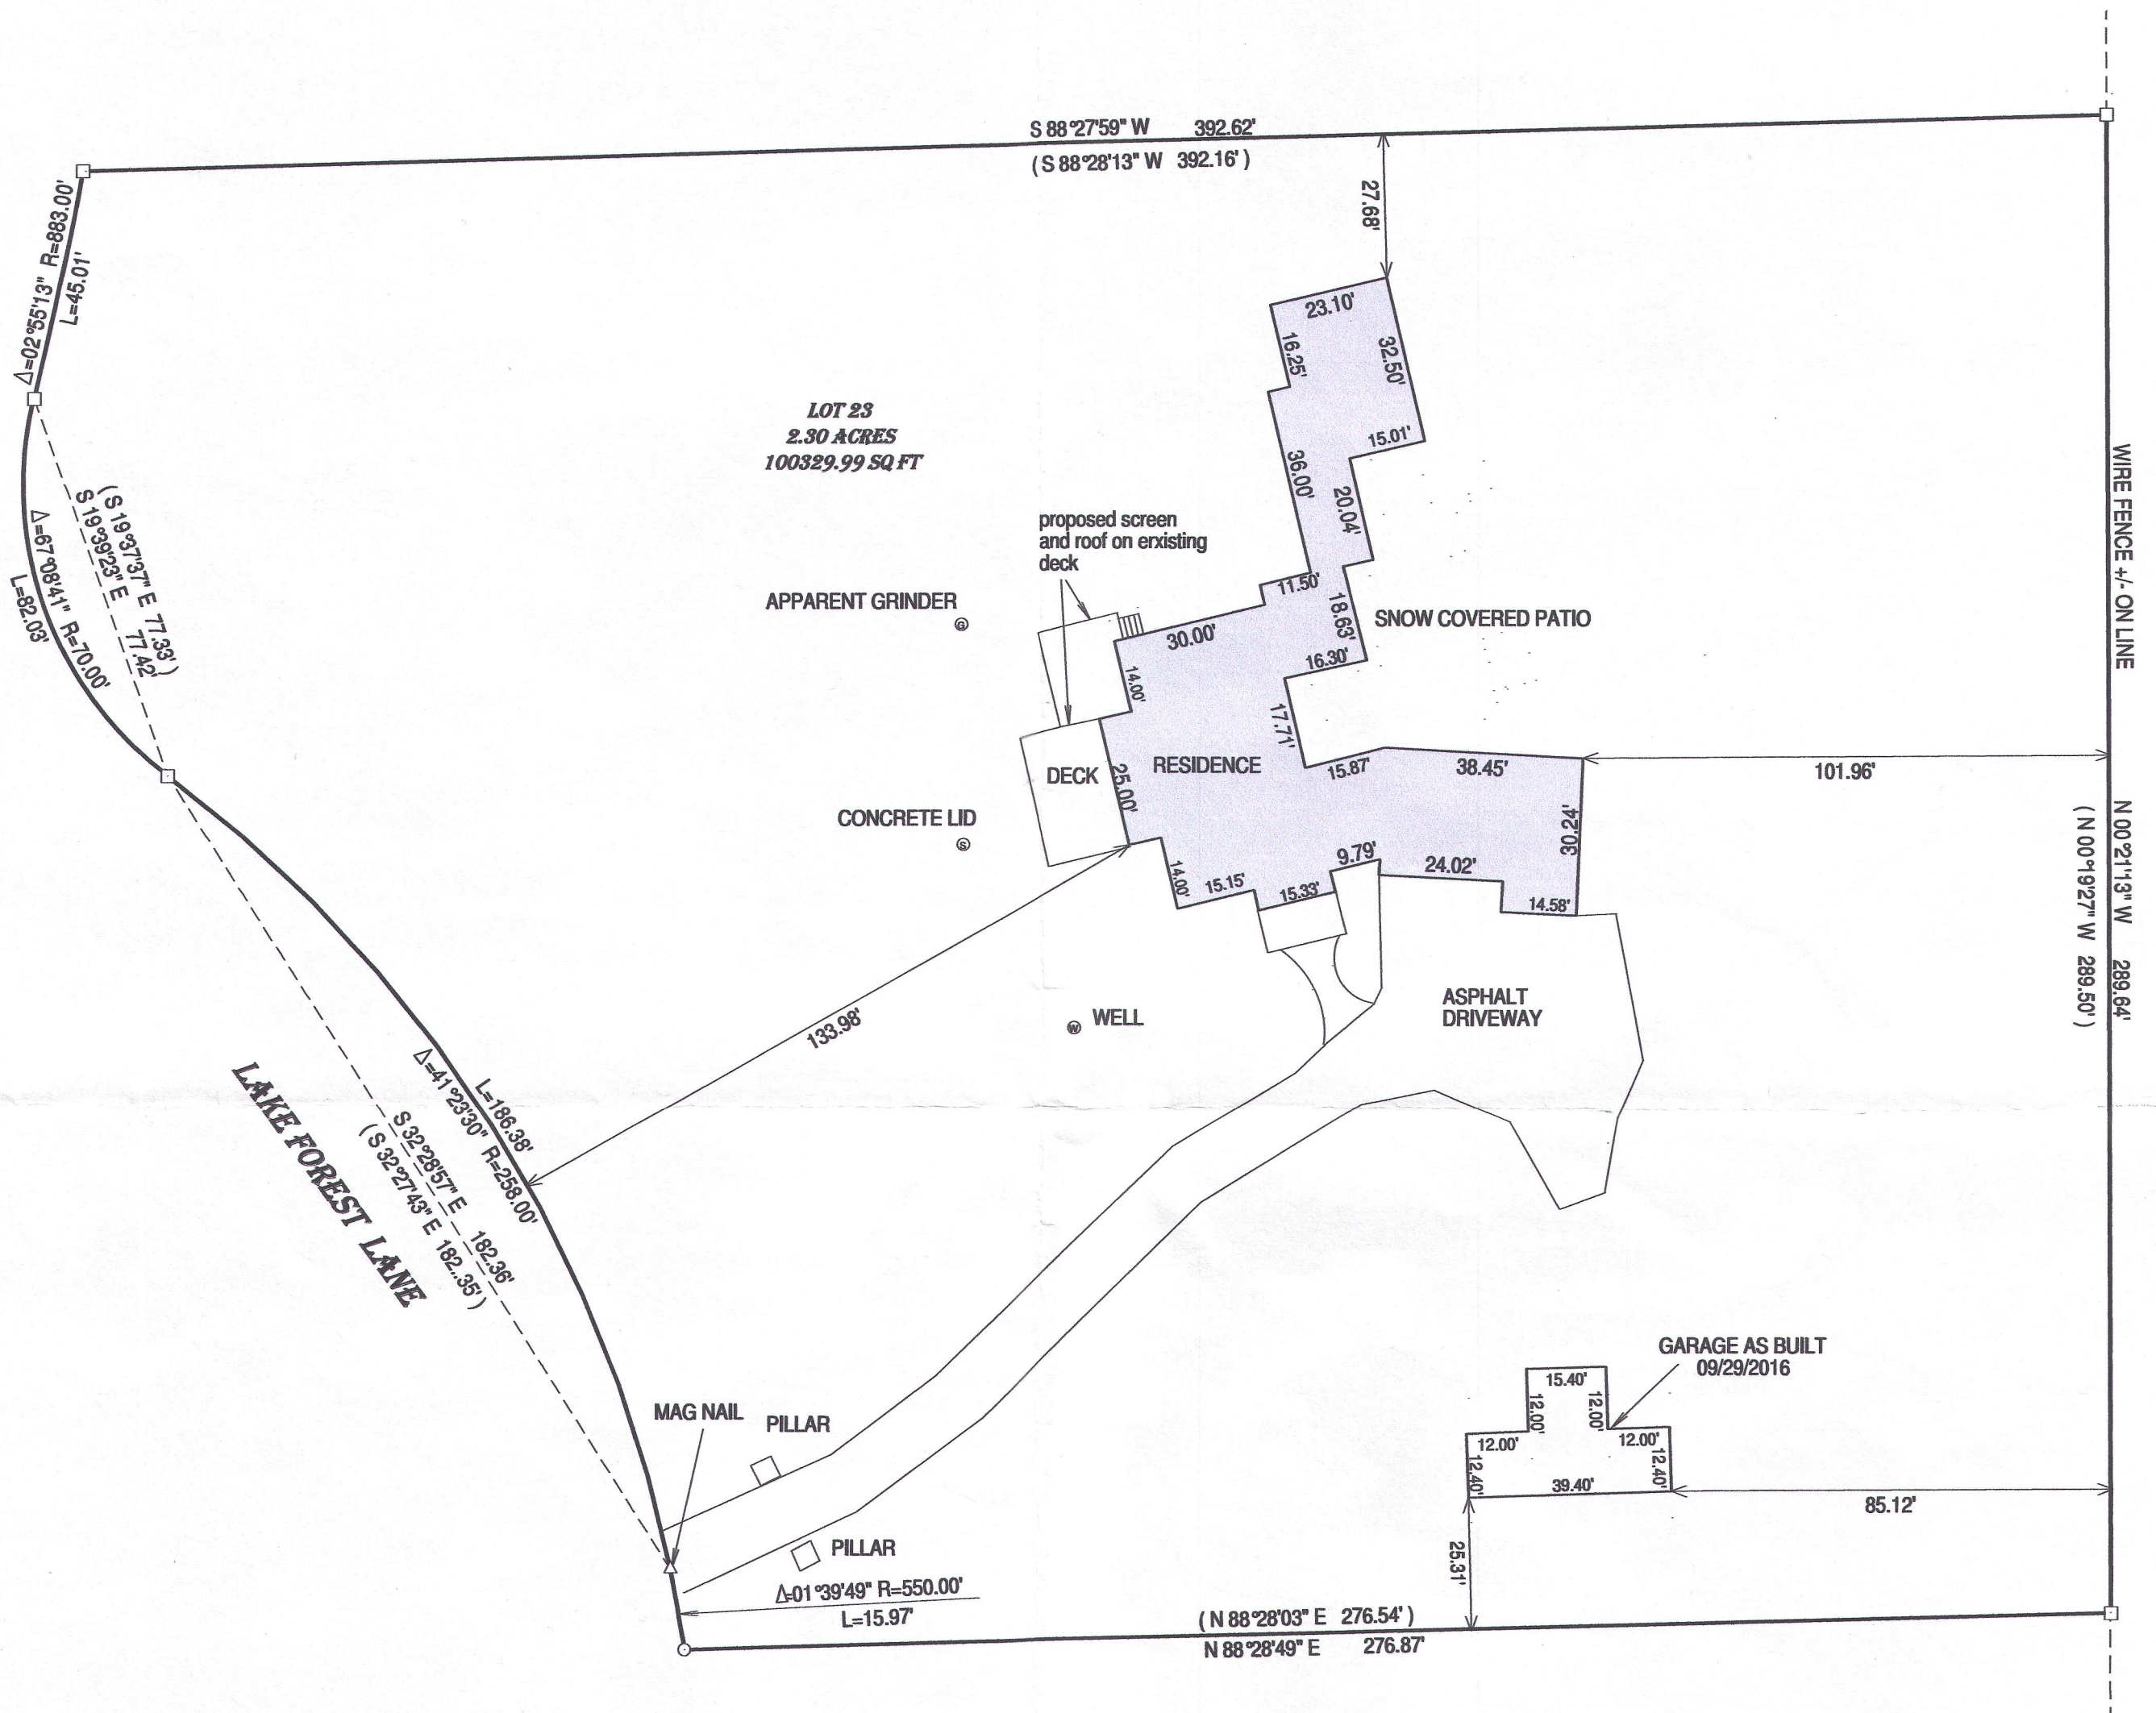 S 88°27'59" W 392.62'
( S 88°28'13" W 392.16' )
27.68'
Δ=02°55'13" R=883.00'
L=45.01'
23.10'
16.25'
32.50'
15.01'
36.00'
20.04'
LOT 23
2.30 ACRES
100329.99 SQ FT
proposed screen
and roof on erxisting
deck
APPARENT GRINDER
G
11.50'
18.63'
30.00'
SNOW COVERED PATIO
16.30'
14.00'
17.71'
WIRE FENCE +/- ON LINE
( S 19°37'37" E 77.33' )
S 19°39'23" E 77.42'
Δ=67°08'41" R=70.00'
L=82.03'
DECK
25.00'
RESIDENCE
15.87'
38.45'
101.96'
30.24'
CONCRETE LID
S
9.79'
24.02'
14.00'
15.15'
15.33'
14.58'
N 00°21'13" W 289.64'
( N 00°19'27" W 289.50' )
ASPHALT
DRIVEWAY
W
WELL
133.98'
L=186.38'
Δ=41°23'30" R=258.00'
S 32°28'57" E 182.36'
( S 32°27'43" E 182..35' )
LAKE FOREST LANE
GARAGE AS BUILT
09/29/2016
15.40'
12.00'
12.00'
12.00'
12.00'
12.40'
12.40'
39.40'
85.12'
25.31'
MAG NAIL
PILLAR
PILLAR
Δ=01°39'49" R=550.00'
L=15.97'
( N 88°28'03" E 276.54' )
N 88°28'49" E 276.87'